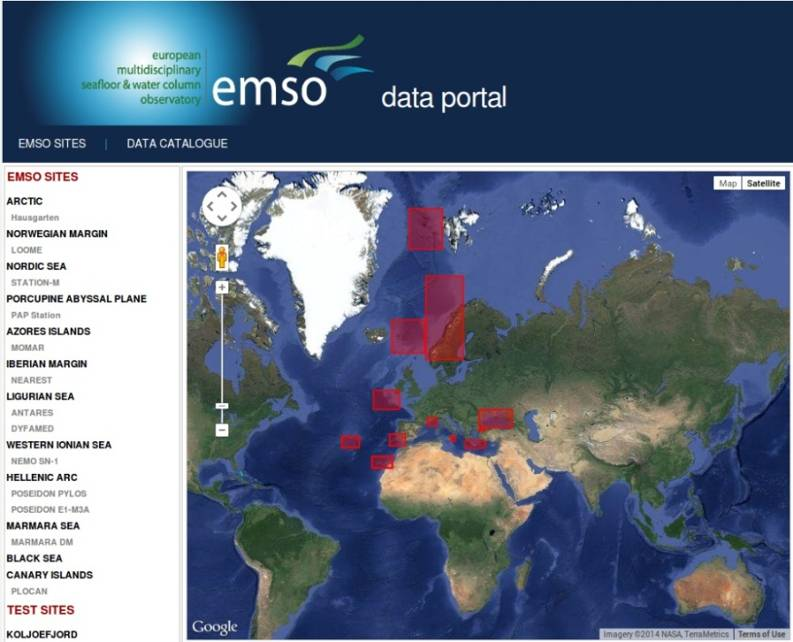 european
multidisciplinary
seafloor & water column
observatory
emso
data portal
EMSO SITES | DATA CATALOGUE
EMSO SITES
ARCTIC
Hausgarten
NORWEGIAN MARGIN
LOOME
NORDIC SEA
STATION-M
PORCUPINE ABYSSAL PLANE
PAP Station
AZORES ISLANDS
MOMAR
IBERIAN MARGIN
NEAREST
LIGURIAN SEA
ANTARES
DYFAMED
WESTERN IONIAN SEA
NEMO SN-1
HELLENIC ARC
POSEIDON PYLOS
POSEIDON E1-M3A
MARMARA SEA
MARMARA DM
BLACK SEA
CANARY ISLANDS
PLOCAN
TEST SITES
KOLJOEFJORD
Map Satellite
Google
Imagery ©2014 NASA, TerraMetrics Terms of Use